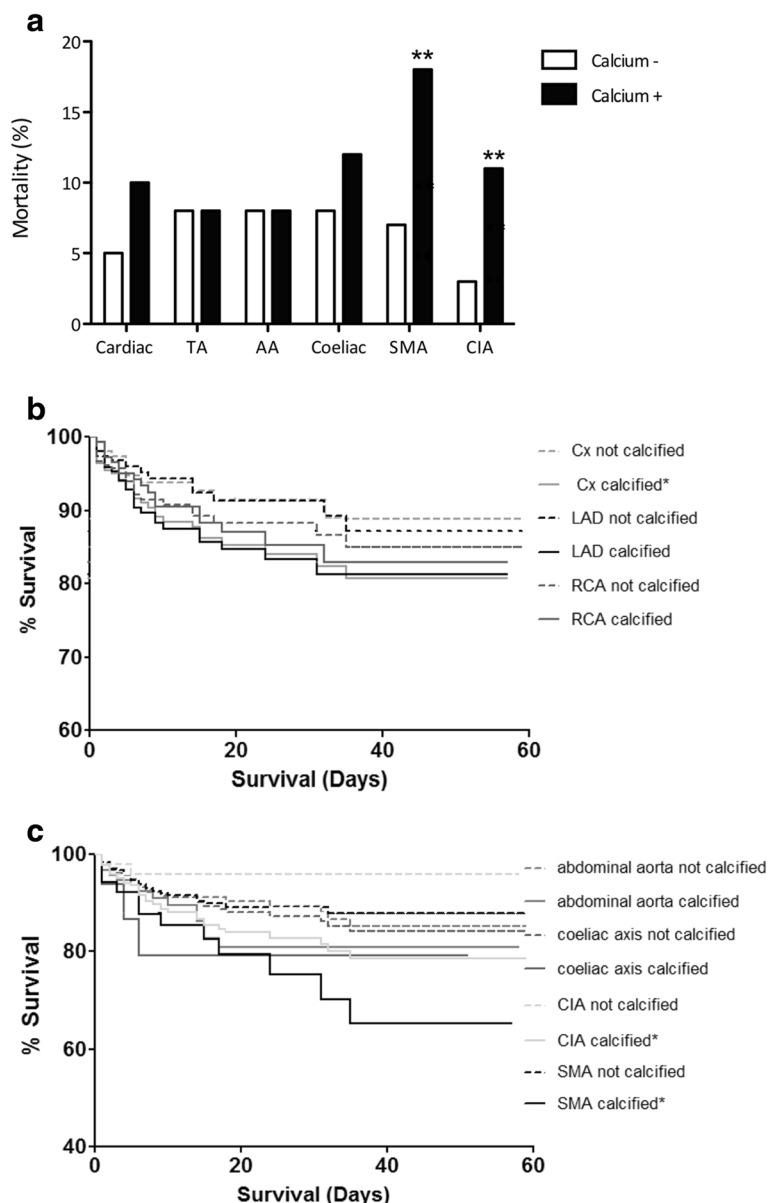 a
20
15
10
5
0
Mortality (%)
** **
Cardiac TA AA Coeliac SMA CIA
Calcium -
Calcium +
b
100
90
80
70
60
% Survival
0 20 40 60
Survival (Days)
Cx not calcified
Cx calcified*
LAD not calcified
LAD calcified
RCA not calcified
RCA calcified
c
100
80
60
40
% Survival
0 20 40 60
Survival (Days)
abdominal aorta not calcified
abdominal aorta calcified
coeliac axis not calcified
coeliac axis calcified
CIA not calcified
CIA calcified*
SMA not calcified
SMA calcified*